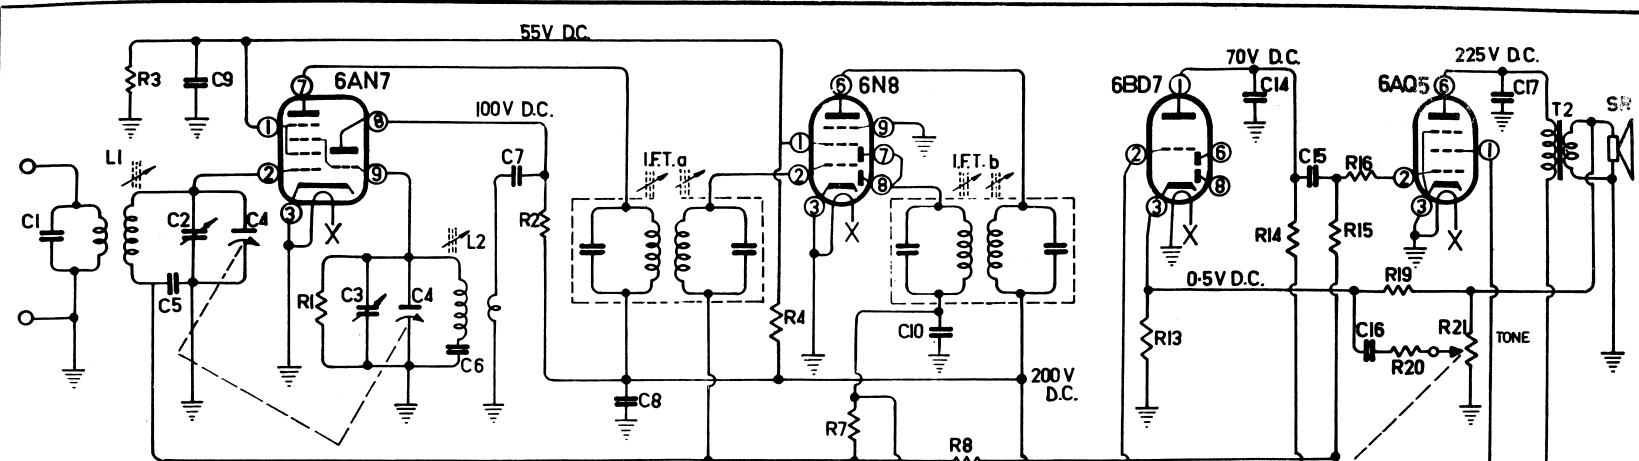 55V D.C.
R3
C9
7
6AN7
1
8
2
9
3
X
100V D.C.
C7
R2
L1
C1
C2
C4
C5
R1
C3
C4
L2
C6
I.F.T. a
C8
R4
6
6N8
1
9
7
2
8
3
X
I.F.T. b
C10
200V
D.C.
R7
R8
6BD7
1
70V D.C.
C14
2
6
8
3
X
C15
R16
R14
R15
0·5V D.C.
R13
225V D.C.
6AQ5
6
C17
T2
1
2
3
X
R19
C16
R20
R21
TONE